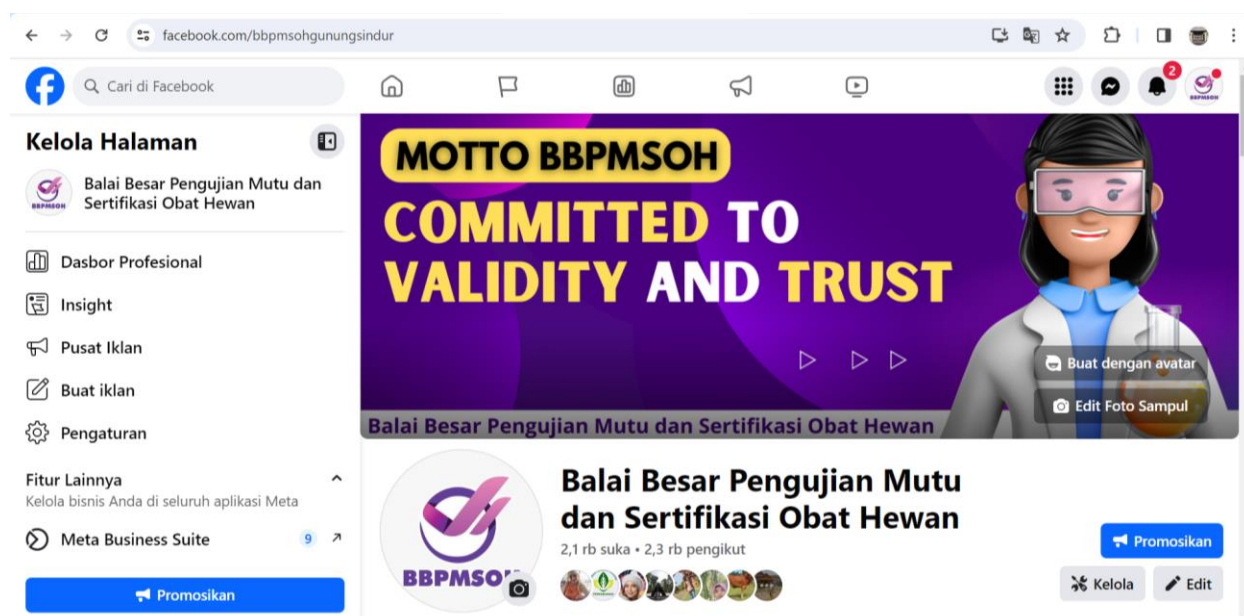 facebook.com/bbpmsohgunungsindur
Cari di Facebook
2
BBPMSOH
Kelola Halaman
BBPMSOH
Balai Besar Pengujian Mutu dan
Sertifikasi Obat Hewan
Dasbor Profesional
Insight
Pusat Iklan
Buat iklan
Pengaturan
Fitur Lainnya
Kelola bisnis Anda di seluruh aplikasi Meta
Meta Business Suite 9
Promosikan
MOTTO BBPMSOH
COMMITTED TO
VALIDITY AND TRUST
Buat dengan avatar
Edit Foto Sampul
Balai Besar Pengujian Mutu dan Sertifikasi Obat Hewan
BBPMSO
Balai Besar Pengujian Mutu
dan Sertifikasi Obat Hewan
2,1 rb suka • 2,3 rb pengikut
Promosikan
Kelola
Edit